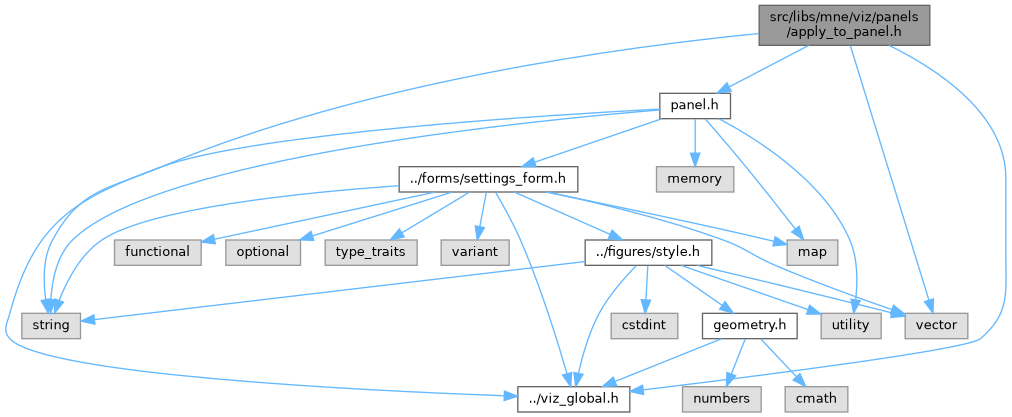 src/libs/mne/viz/panels
/apply_to_panel.h
panel.h
memory
../forms/settings_form.h
functional
optional
type_traits
variant
../figures/style.h
map
string
cstdint
geometry.h
utility
vector
../viz_global.h
numbers
cmath